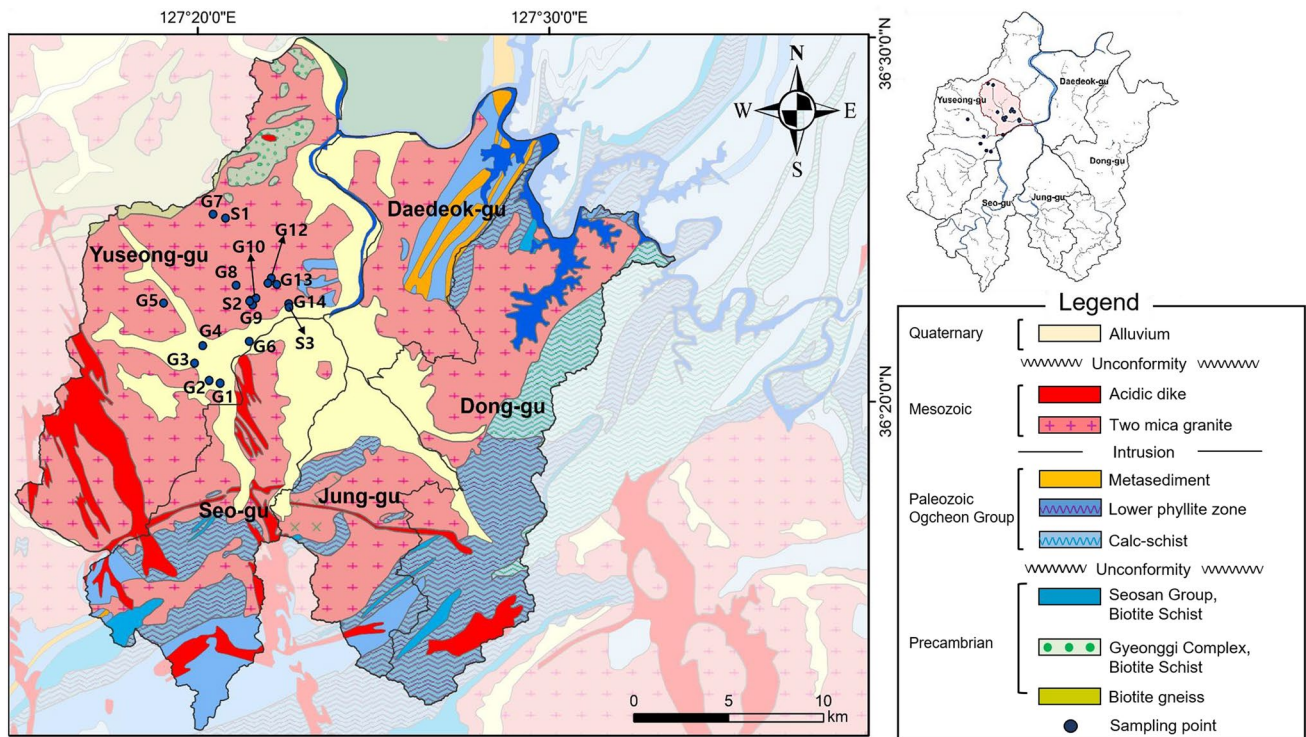 127°20'0"E
127°30'0"E
36°30'0"N
36°20'0"N
N
W
E
S
G7
S1
G12
G10
Yuseong-gu
Daedeok-gu
G8
G13
G5
S2
G14
G9
G4
G6
S3
G3
G2
G1
Dong-gu
Jung-gu
Seo-gu
0
5
10
km
Daedeok-gu
Yuseong-gu
Dong-gu
Seo-gu
Jung-gu
Legend
Quaternary
Alluvium
Unconformity
Mesozoic
Acidic dike
Two mica granite
Intrusion
Paleozoic
Ogcheon Group
Metasediment
Lower phyllite zone
Calc-schist
Unconformity
Precambrian
Seosan Group,
Biotite Schist
Gyeonggi Complex,
Biotite Schist
Biotite gneiss
Sampling point